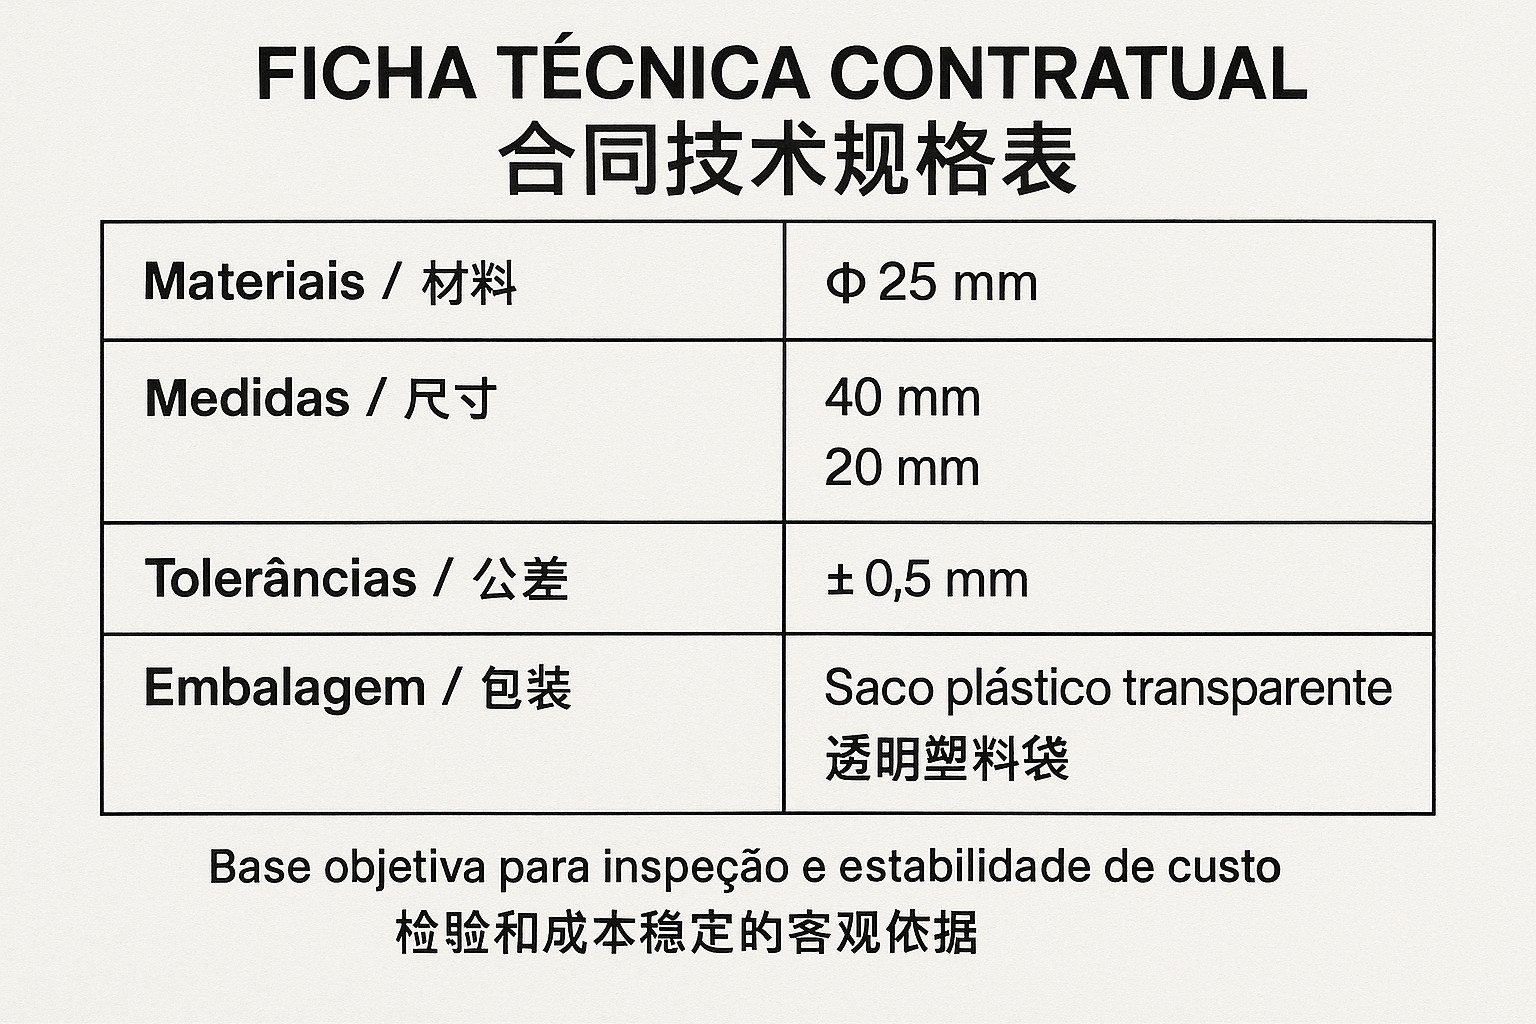 FICHA TÉCNICA CONTRATUAL
合同技术规格表
Materiais / 材料
Φ 25 mm
Medidas / 尺寸
40 mm
20 mm
Tolerâncias / 公差
± 0,5 mm
Embalagem / 包装
Saco plástico transparente
透明塑料袋
Base objetiva para inspeção e estabilidade de custo
检验和成本稳定的客观依据